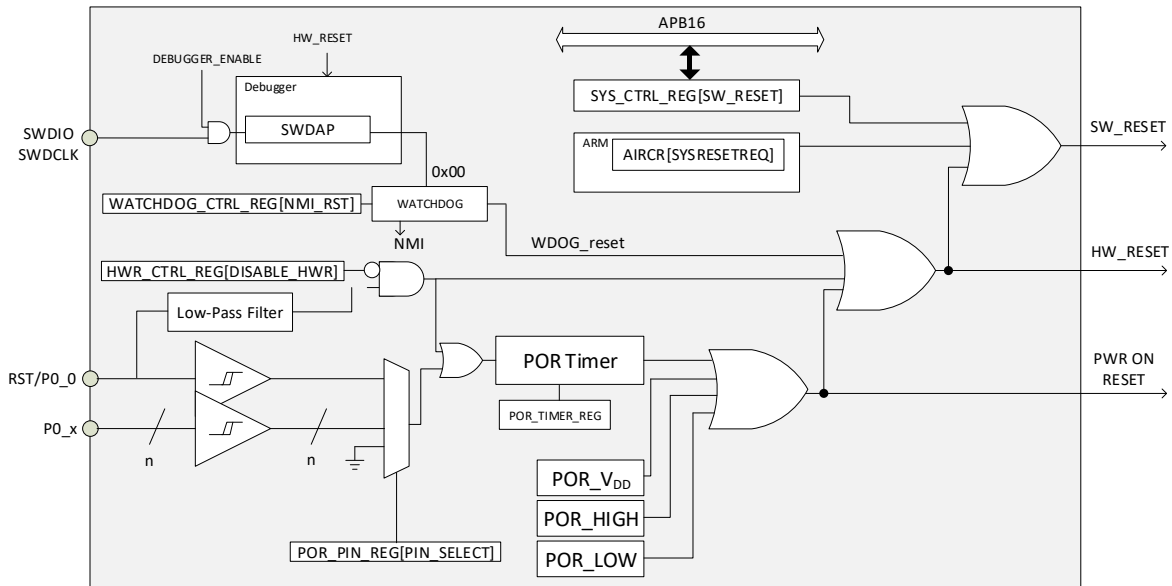 APB16
HW_RESET
DEBUGGER_ENABLE
Debugger
SYS_CTRL_REG[SW_RESET]
SWDIO
SWDCLK
SWDAP
SW_RESET
ARM
AIRCR[SYSRESETREQ]
0x00
WATCHDOG_CTRL_REG[NMI_RST]
WATCHDOG
NMI
WDOG_reset
HW_RESET
HWR_CTRL_REG[DISABLE_HWR]
Low-Pass Filter
RST/P0_0
POR Timer
PWR ON
RESET
POR_TIMER_REG
P0_x
n
n
POR_VDD
POR_HIGH
POR_PIN_REG[PIN_SELECT]
POR_LOW